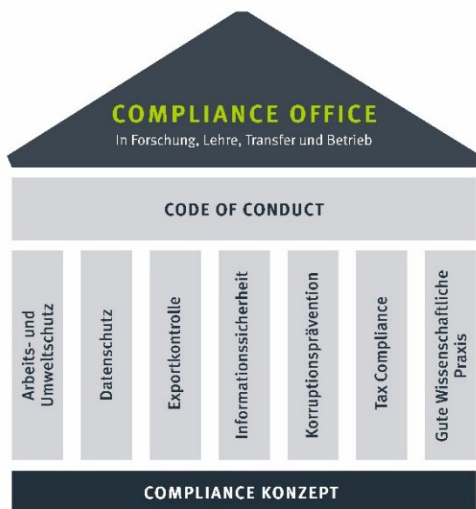 COMPLIANCE OFFICE
In Forschung, Lehre, Transfer und Betrieb
CODE OF CONDUCT
Arbeits- und
Umweltschutz
Datenschutz
Exportkontrolle
Informationssicherheit
Korruptionsprävention
Tax Compliance
Gute Wissenschaftliche
Praxis
COMPLIANCE KONZEPT